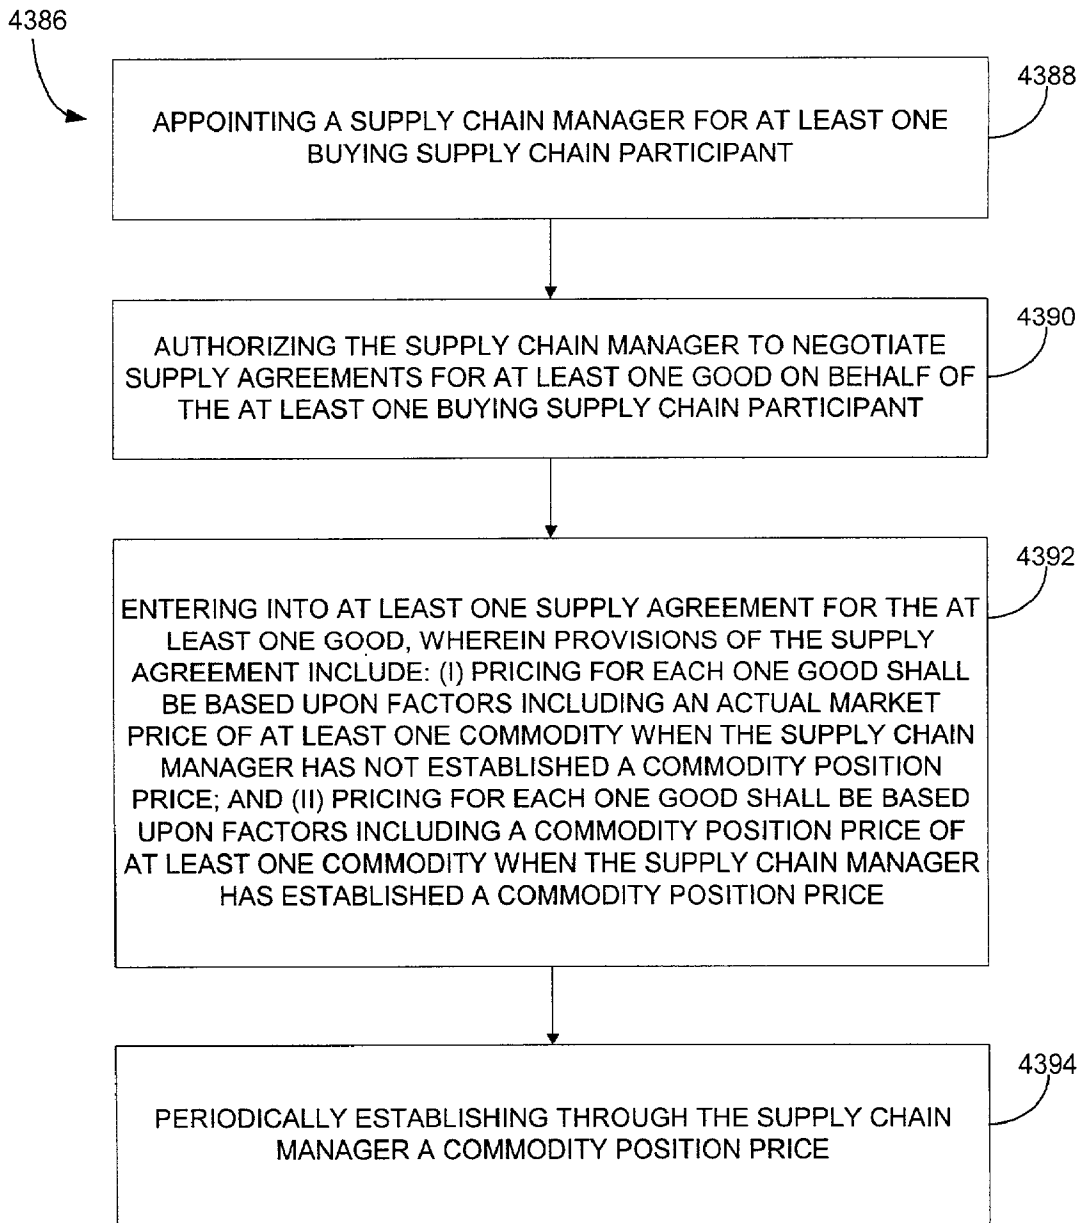 4386
4388
APPOINTING A SUPPLY CHAIN MANAGER FOR AT LEAST ONE
BUYING SUPPLY CHAIN PARTICIPANT
4390
AUTHORIZING THE SUPPLY CHAIN MANAGER TO NEGOTIATE
SUPPLY AGREEMENTS FOR AT LEAST ONE GOOD ON BEHALF OF
THE AT LEAST ONE BUYING SUPPLY CHAIN PARTICIPANT
4392
ENTERING INTO AT LEAST ONE SUPPLY AGREEMENT FOR THE AT
LEAST ONE GOOD, WHEREIN PROVISIONS OF THE SUPPLY
AGREEMENT INCLUDE: (I) PRICING FOR EACH ONE GOOD SHALL
BE BASED UPON FACTORS INCLUDING AN ACTUAL MARKET
PRICE OF AT LEAST ONE COMMODITY WHEN THE SUPPLY CHAIN
MANAGER HAS NOT ESTABLISHED A COMMODITY POSITION
PRICE; AND (II) PRICING FOR EACH ONE GOOD SHALL BE BASED
UPON FACTORS INCLUDING A COMMODITY POSITION PRICE OF
AT LEAST ONE COMMODITY WHEN THE SUPPLY CHAIN MANAGER
HAS ESTABLISHED A COMMODITY POSITION PRICE
4394
PERIODICALLY ESTABLISHING THROUGH THE SUPPLY CHAIN
MANAGER A COMMODITY POSITION PRICE